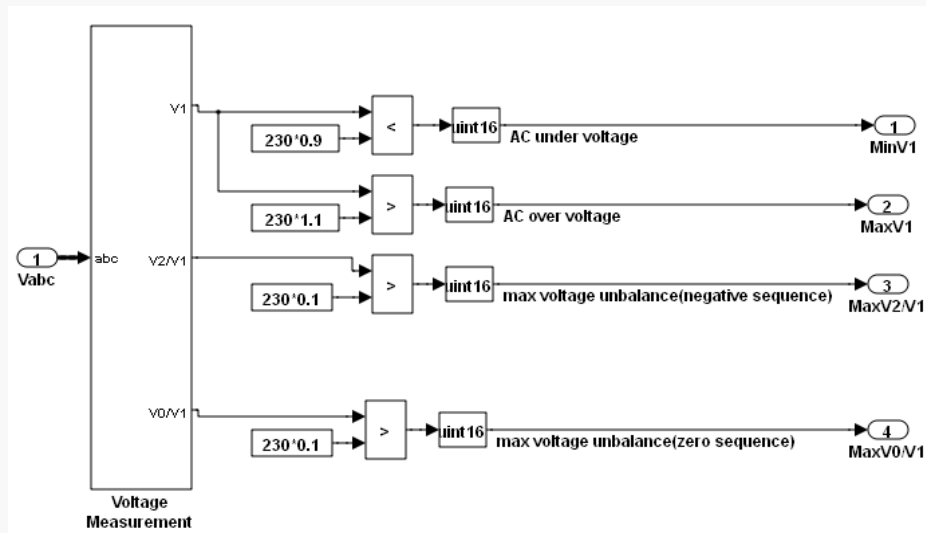 V1
<
uint16
AC under voltage
1
MinV1
230*0.9
>
uint16
AC over voltage
2
MaxV1
230*1.1
1
Vabc
abc
V2/V1
>
uint16
max voltage unbalance(negative sequence)
3
MaxV2/V1
230*0.1
V0/V1
>
uint16
max voltage unbalance(zero sequence)
4
MaxV0/V1
230*0.1
Voltage
Measurement